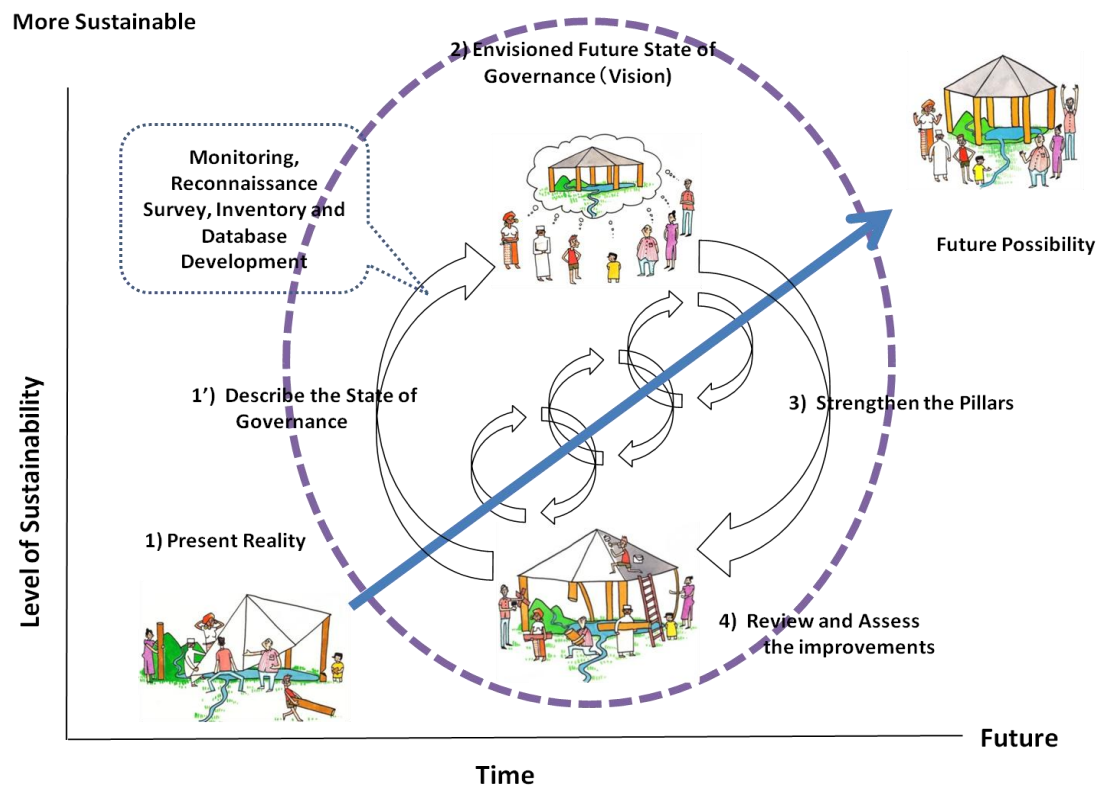 More Sustainable
2) Envisioned Future State of
Governance（Vision)
Monitoring,
Reconnaissance
Survey, Inventory and
Database
Development
Future Possibility
1’)  Describe the State of
Governance
3)  Strengthen the Pillars
Level of Sustainability
1) Present Reality
4)  Review and Assess
the improvements
Future
Time